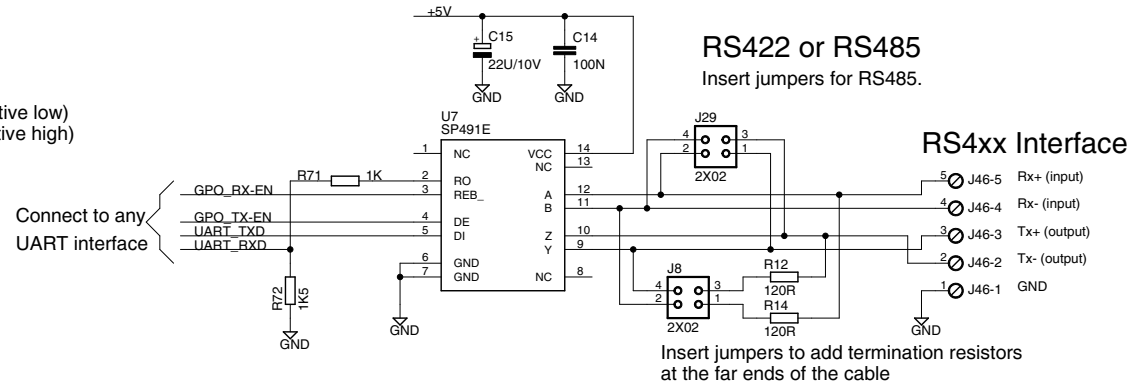 +5V
C15
+
22U/10V
GND
C14
100N
GND
RS422 or RS485
Insert jumpers for RS485.
tive low)
tive high)
U7
SP491E
1 NC
2 RO
3 REB_
4 DE
5 DI
6 GND
7 GND
VCC 14
NC 13
A 12
B 11
Z 10
Y 9
NC 8
R71 1K
GPO_RX-EN
GPO_TX-EN
UART_TXD
UART_RXD
Connect to any
UART interface
R72
1K5
GND
GND
J29
4 3
2 1
2X02
J8
4 3
2 1
2X02
R12
120R
R14
120R
Insert jumpers to add termination resistors
at the far ends of the cable
RS4xx Interface
5 J46-5 Rx+ (input)
4 J46-4 Rx- (input)
3 J46-3 Tx+ (output)
2 J46-2 Tx- (output)
1 J46-1 GND
GND